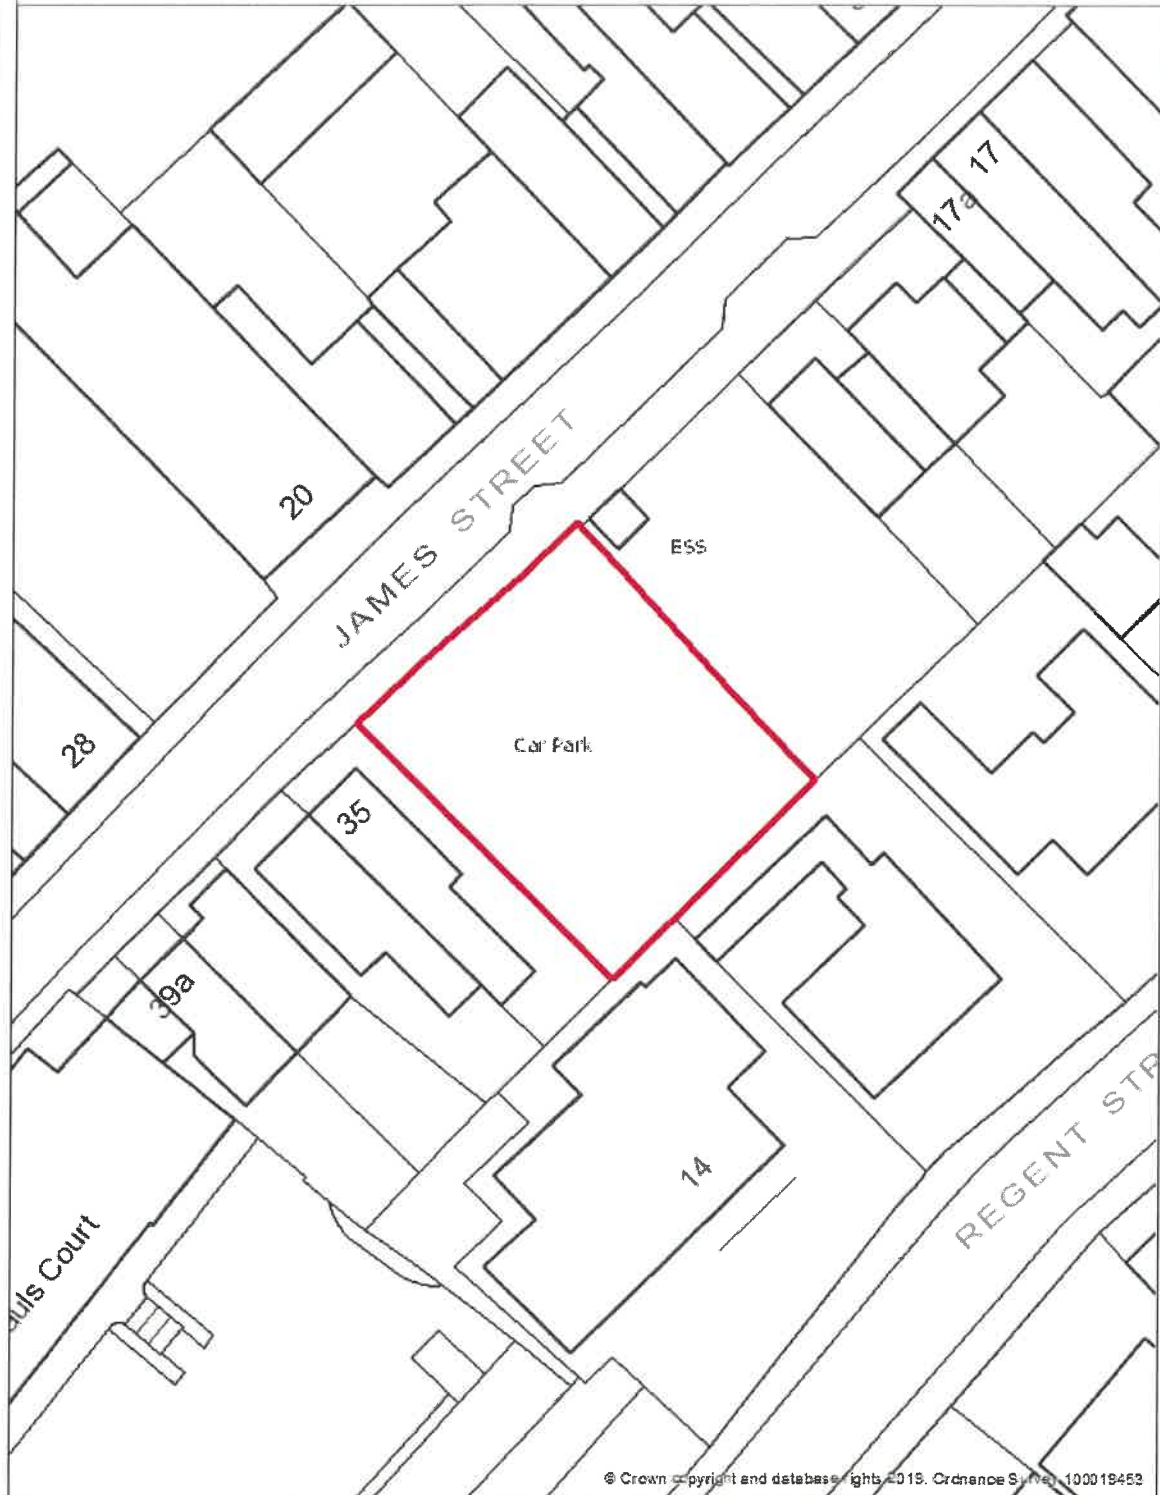 17
17a
JAMES STREET
20
ESS
28
Car Park
35
39a
14
REGENT STR
auls Court
© Crown copyright and database rights 2019. Ordnance Survey 100019453